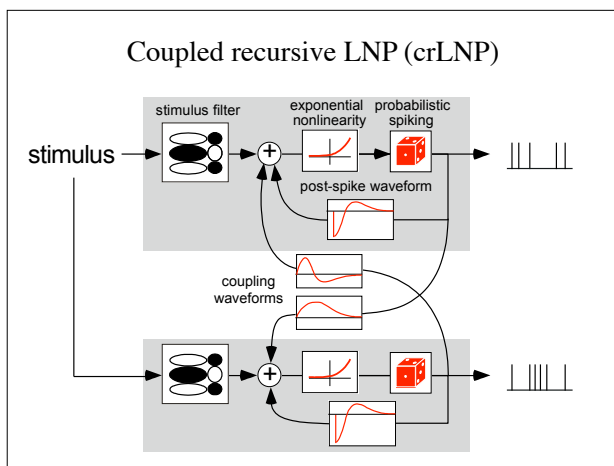 Coupled recursive LNP (crLNP)
stimulus filter
exponential
nonlinearity
probabilistic
spiking
stimulus
+
post-spike waveform
coupling
waveforms
+